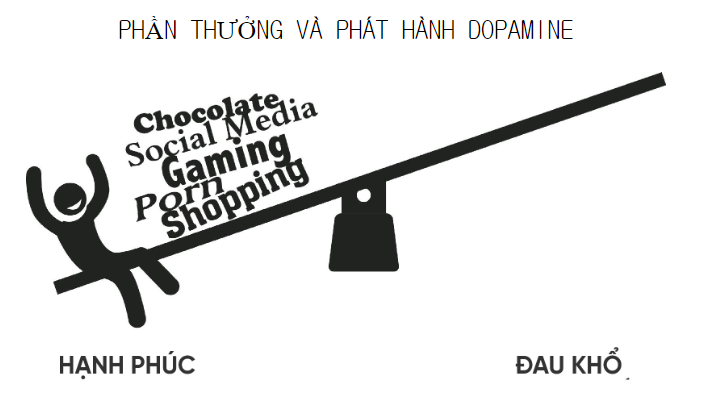 PHẦN THƯỞNG VÀ PHÁT HÀNH DOPAMINE
Chocolate
Social Media
Gaming
Porn
Shopping
HẠNH PHÚC
ĐAU KHỔ